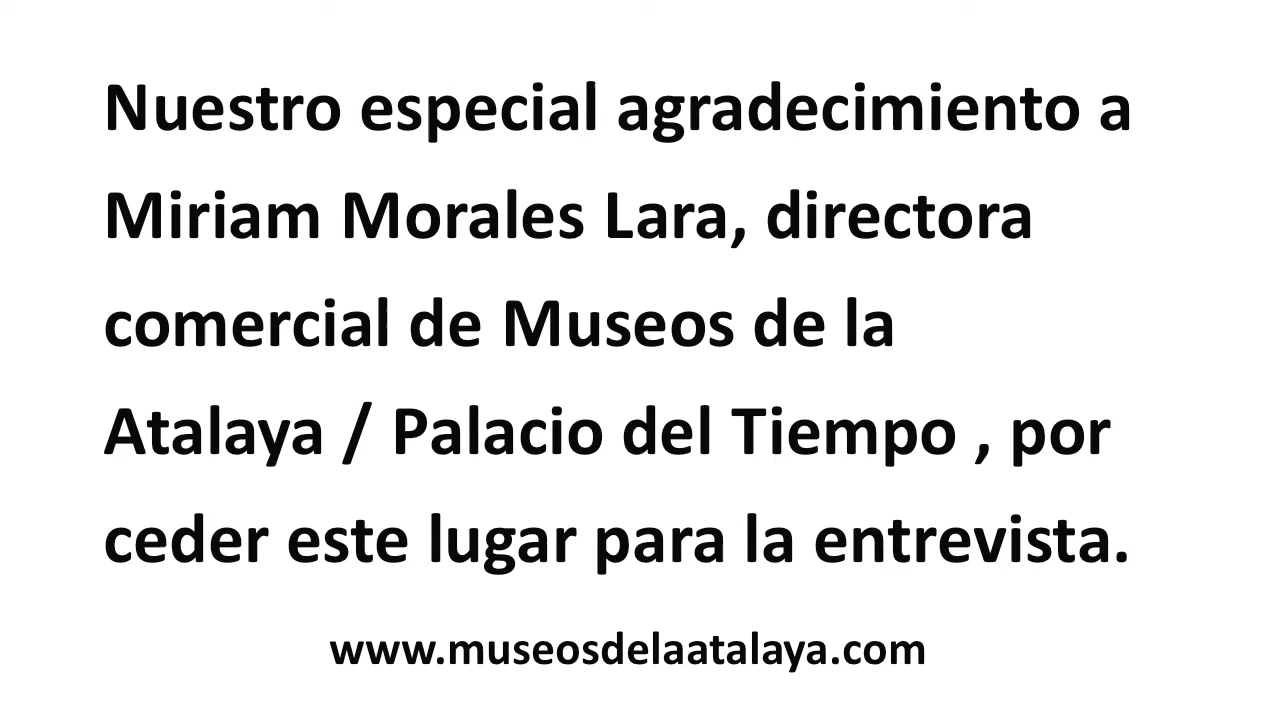 Nuestro especial agradecimiento a
Miriam Morales Lara, directora
comercial de Museos de la
Atalaya / Palacio del Tiempo , por
ceder este lugar para la entrevista.
www.museosdelaatalaya.com